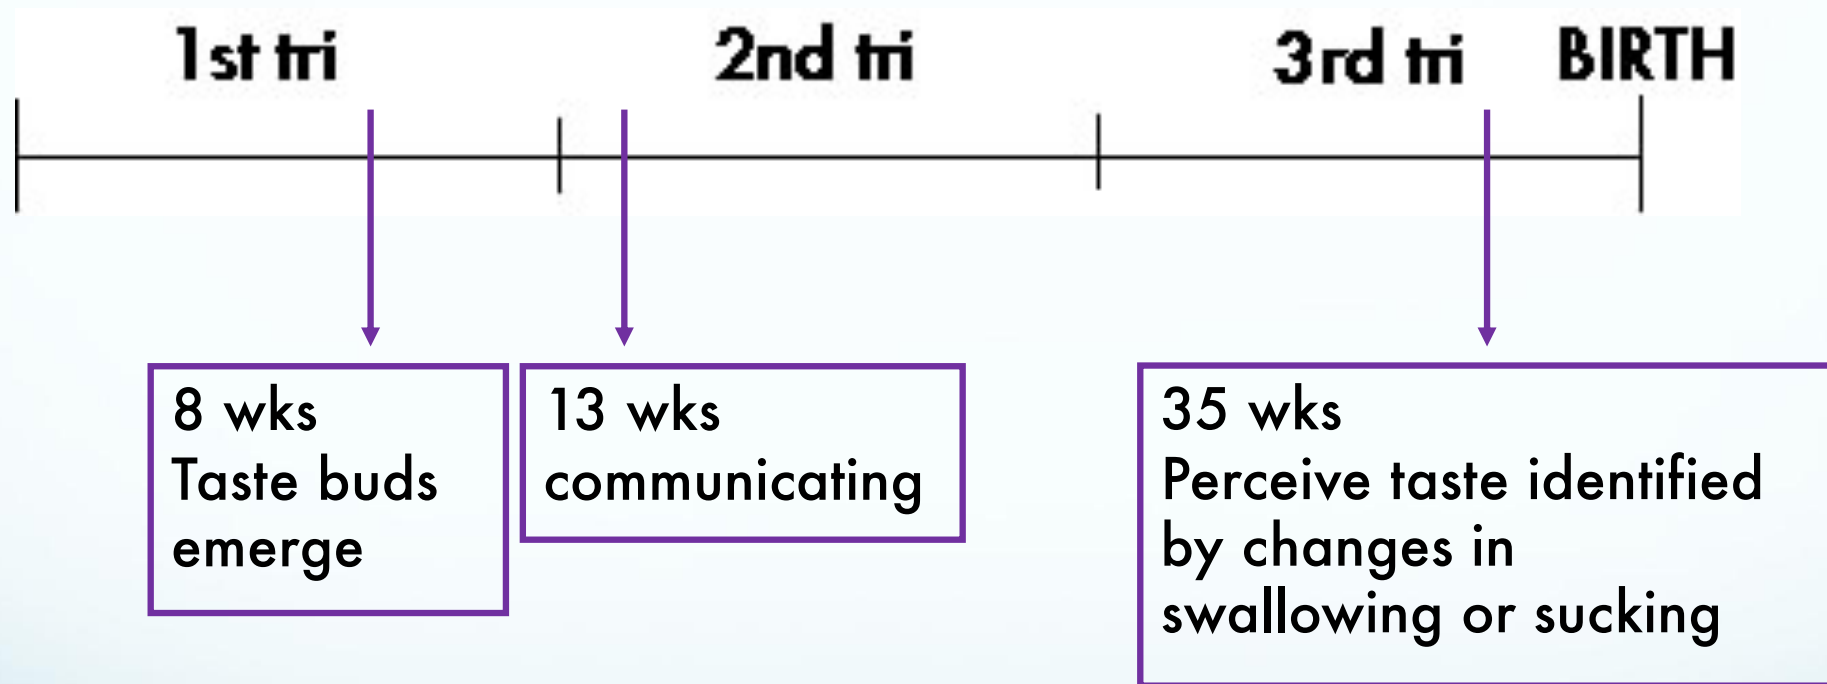 1st tri 2nd tri 3rd tri BIRTH
8 wks
Taste buds
emerge
13 wks
communicating
35 wks
Perceive taste identified
by changes in
swallowing or sucking